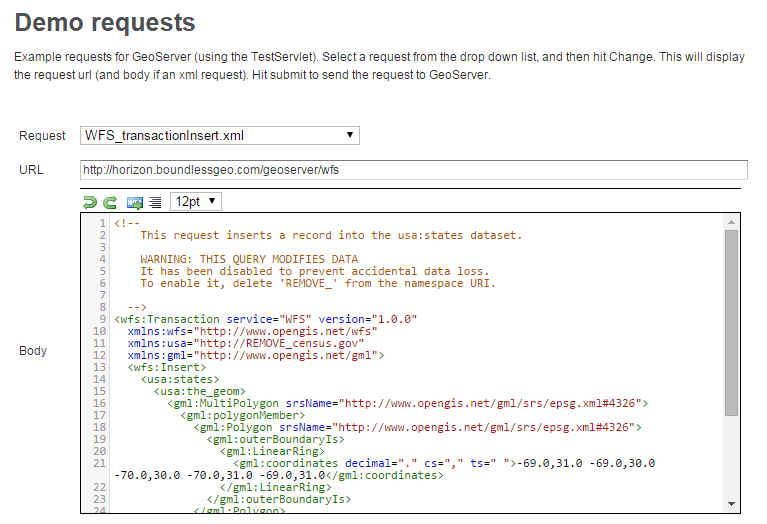 Demo requests
Example requests for GeoServer (using the TestServlet). Select a request from the drop down list, and then hit Change. This will display
the request url (and body if an xml request). Hit submit to send the request to GeoServer.
Request WFS_transactionInsert.xml
URL http://horizon.boundlessgeo.com/geoserver/wfs
12pt
Body
1 <!--
2 This request inserts a record into the usa:states dataset.
3
4 WARNING: THIS QUERY MODIFIES DATA
5 It has been disabled to prevent accidental data loss.
6 To enable it, delete 'REMOVE_' from the namespace URI.
7
8 -->
9 <wfs:Transaction service="WFS" version="1.0.0"
10 xmlns:wfs="http://www.opengis.net/wfs"
11 xmlns:usa="http://REMOVE_census.gov"
12 xmlns:gml="http://www.opengis.net/gml">
13 <wfs:Insert>
14 <usa:states>
15 <usa:the_geom>
16 <gml:MultiPolygon srsName="http://www.opengis.net/gml/srs/epsg.xml#4326">
17 <gml:polygonMember>
18 <gml:Polygon srsName="http://www.opengis.net/gml/srs/epsg.xml#4326">
19 <gml:outerBoundaryIs>
20 <gml:LinearRing>
21 <gml:coordinates decimal="." cs="," ts=" ">-69.0,31.0 -69.0,30.0
-70.0,30.0 -70.0,31.0 -69.0,31.0</gml:coordinates>
22 </gml:LinearRing>
23 </gml:outerBoundaryIs>
24 </gml:Polygon>